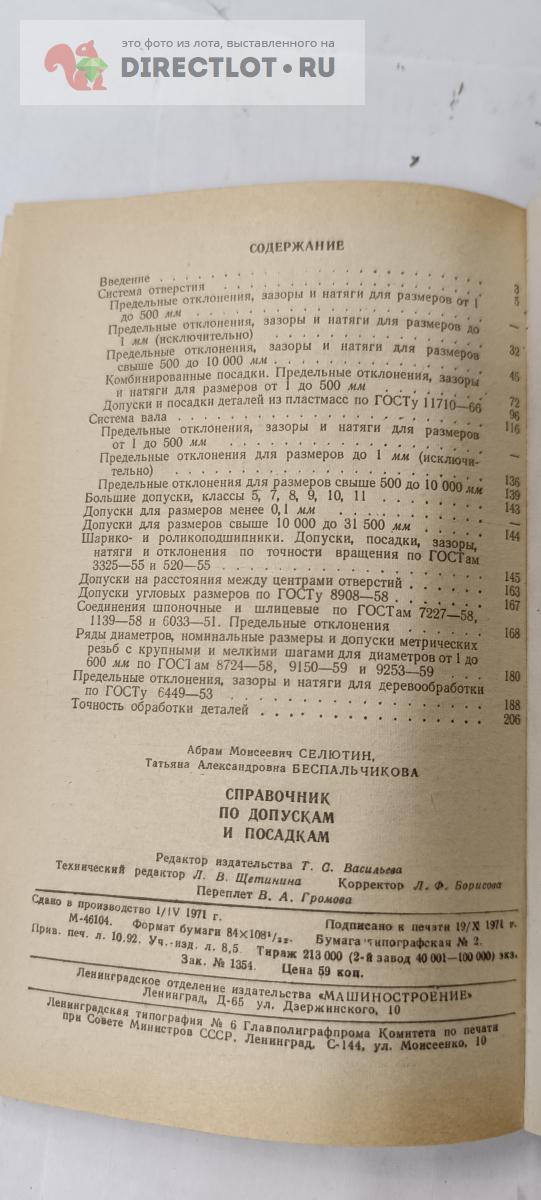 это фото из лота, выставленного на
DIRECTLOT.RU
СОДЕРЖАНИЕ
Введение . . . . . . . . . . 3
Система отверстия . . . . . . . . . . 5
Предельные отклонения, зазоры и натяги для размеров от 1
до 500 мм . . . . . . . . . . —
Предельные отклонения, зазоры и натяги для размеров до
1 мм (исключительно) . . . . . . . . . . 32
Предельные отклонения, зазоры и натяги для размеров
свыше 500 до 10 000 мм . . . . . . . . . . 45
Комбинированные посадки. Предельные отклонения, зазоры
и натяги для размеров от 1 до 500 мм . . . . . . . . . . 72
Допуски и посадки деталей из пластмасс по ГОСТу 11710—66 96
Система вала . . . . . . . . . . 116
Предельные отклонения, зазоры и натяги для размеров
от 1 до 500 мм . . . . . . . . . . —
Предельные отклонения для размеров до 1 мм (исключи-
тельно) . . . . . . . . . . 136
Предельные отклонения для размеров свыше 500 до 10 000 мм 139
Большие допуски, классы 5, 7, 8, 9, 10, 11 . . . . . . . . . . 143
Допуски для размеров менее 0,1 мм . . . . . . . . . . —
Допуски для размеров свыше 10 000 до 31 500 мм . . . . . 144
Шарико- и роликоподшипники. Допуски, посадки, зазоры,
натяги и отклонения по точности вращения по ГОСТам
3325—55 и 520—55 . . . . . . . . . . 145
Допуски на расстояния между центрами отверстий . . . . . 163
Допуски угловых размеров по ГОСТу 8908—58 . . . . . 167
Соединения шпоночные и шлицевые по ГОСТам 7227—58,
1139—58 и 6033—51. Предельные отклонения . . . . . 168
Ряды диаметров, номинальные размеры и допуски метрических
резьб с крупными и мелкими шагами для диаметров от 1 до
600 мм по ГОСТам 8724—58, 9150—59 и 9253—59 . . . . . 180
Предельные отклонения, зазоры и натяги для деревообработки
по ГОСТу 6449—53 . . . . . . . . . . 188
Точность обработки деталей . . . . . . . . . . 206
Абрам Моисеевич СЕЛЮТИН,
Татьяна Александровна БЕСПАЛЬЧИКОВА
СПРАВОЧНИК
ПО ДОПУСКАМ
И ПОСАДКАМ
Редактор издательства Т. С. Васильева
Технический редактор Л. В. Щетинина Корректор Л. Ф. Борисова
Переплет В. А. Громова
Сдано в производство 1/IV 1971 г. Подписано к печати 19/X 1971 г.
М-46104. Формат бумаги 84×108¹/₃₂. Бумага типографская № 2.
Прив. печ. л. 10.92. Уч.-изд. л. 8,5. Тираж 213 000 (2-й завод 40 001—100 000) экз.
Зак. № 1354. Цена 59 коп.
Ленинградское отделение издательства «МАШИНОСТРОЕНИЕ»
Ленинград, Д-65 ул. Дзержинского, 10
Ленинградская типография № 6 Главполиграфпрома Комитета по печати
при Совете Министров СССР, Ленинград, С-144, ул. Моисеенко, 10